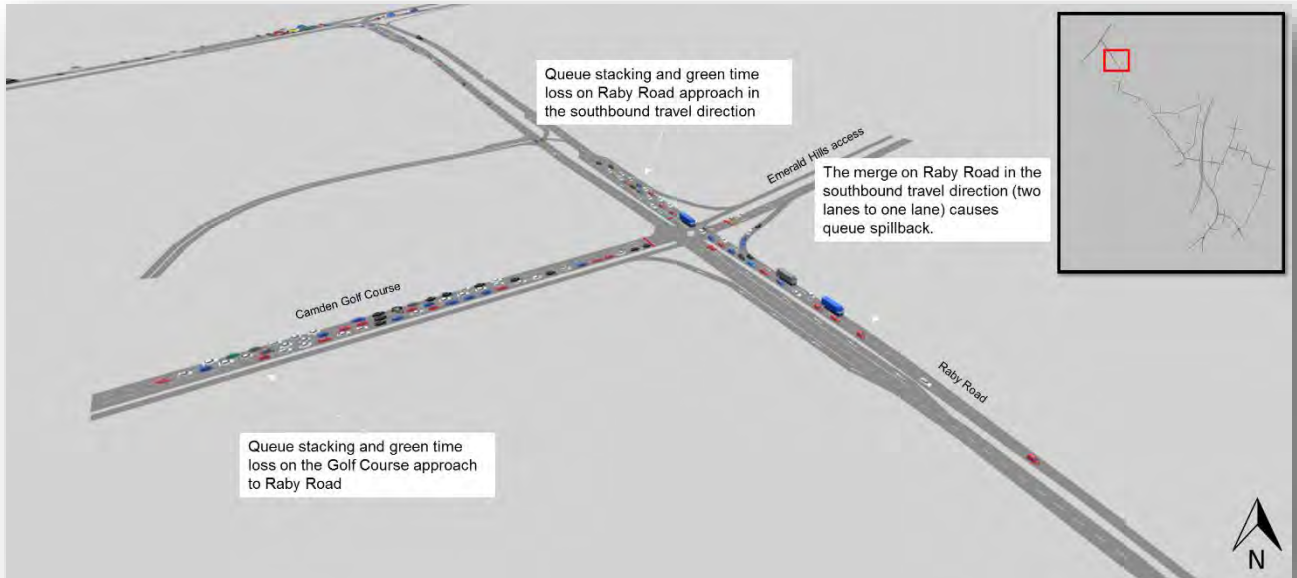 Queue stacking and green time
loss on Raby Road approach in
the southbound travel direction
Emerald Hills access
The merge on Raby Road in the
southbound travel direction (two
lanes to one lane) causes
queue spillback.
Camden Golf Course
Raby Road
Queue stacking and green time
loss on the Golf Course approach
to Raby Road
N